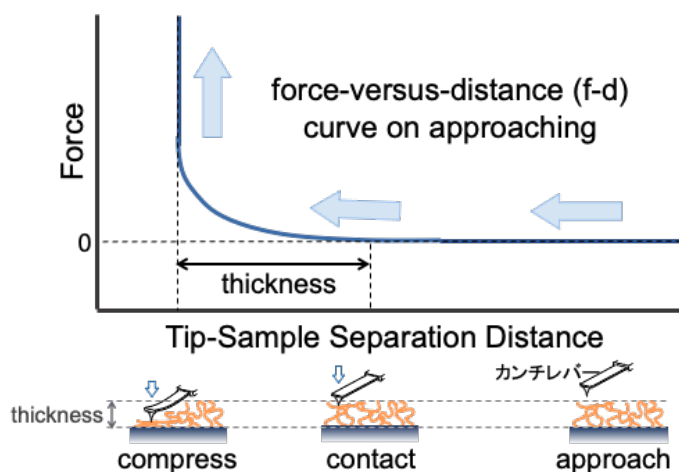 force-versus-distance (f-d)
curve on approaching
Force
0
thickness
Tip-Sample Separation Distance
カンチレバー
thickness
compress
contact
approach